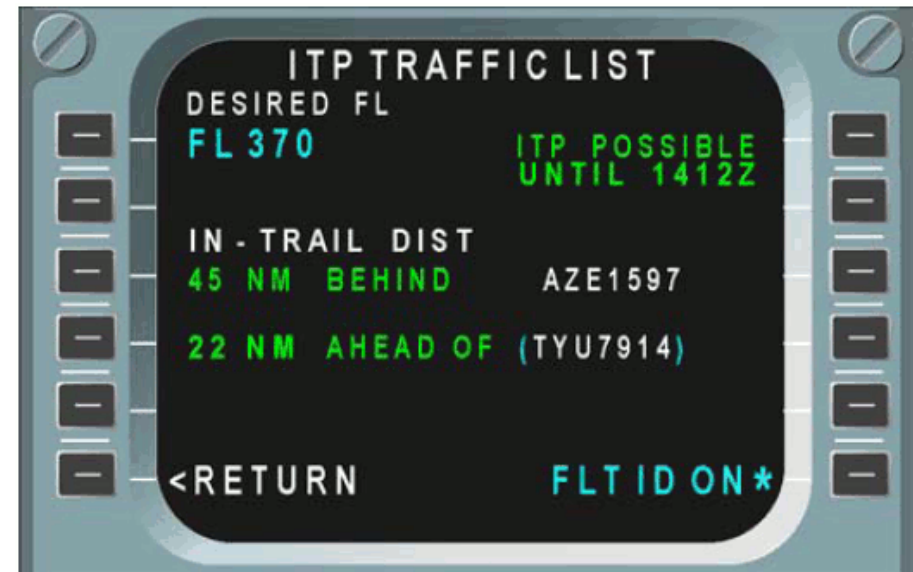 ITP TRAFFIC LIST
DESIRED FL
FL 370
ITP POSSIBLE
UNTIL 1412Z
IN - TRAIL DIST
45 NM BEHIND AZE1597
22 NM AHEAD OF (TYU7914)
<RETURN FLT ID ON*